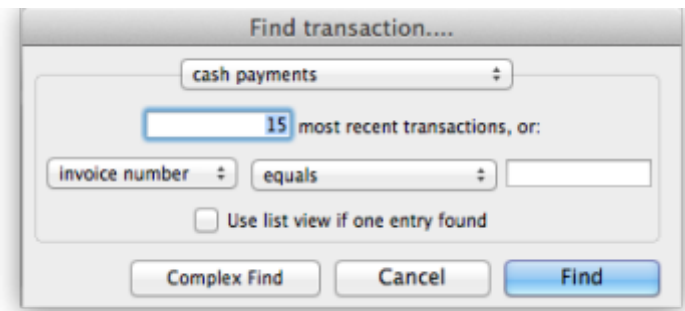 Find transaction....
cash payments
15 most recent transactions, or:
invoice number equals
Use list view if one entry found
Complex Find Cancel Find